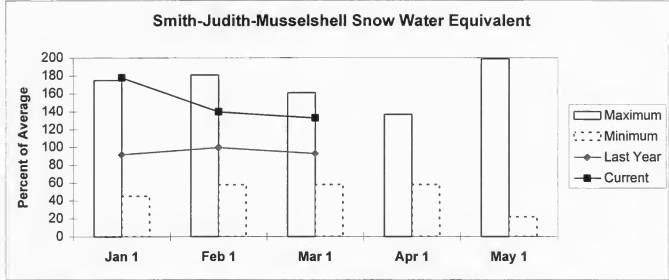 Smith-Judith-Musselshell Snow Water Equivalent
Percent of Average
200
180
160
140
120
100
80
60
40
20
0
Jan 1
Feb 1
Mar 1
Apr 1
May 1
Maximum
Minimum
Last Year
Current